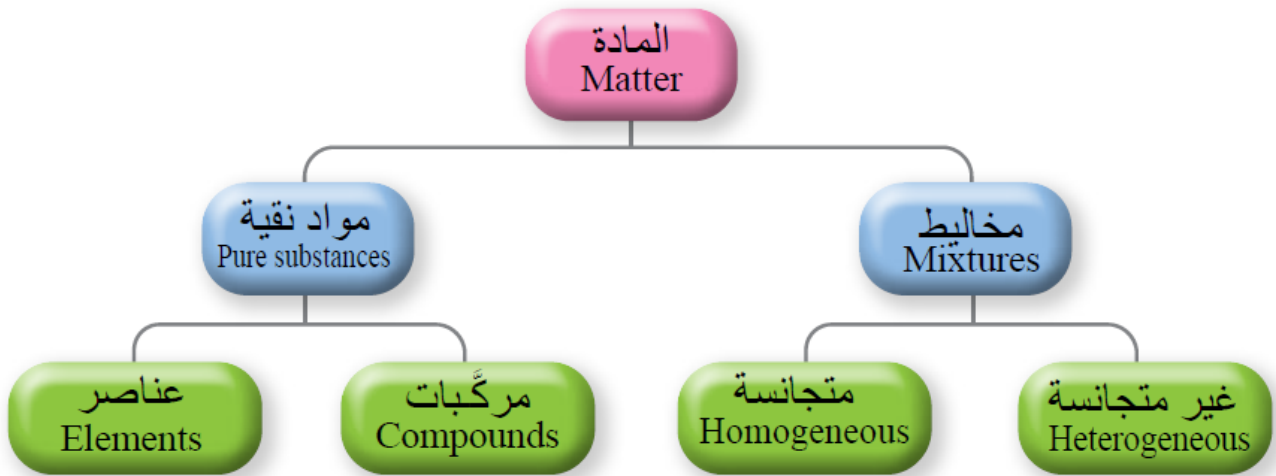 المادة
Matter
مواد نقية
Pure substances
مخاليط
Mixtures
عناصر
Elements
مركَّبات
Compounds
متجانسة
Homogeneous
غير متجانسة
Heterogeneous